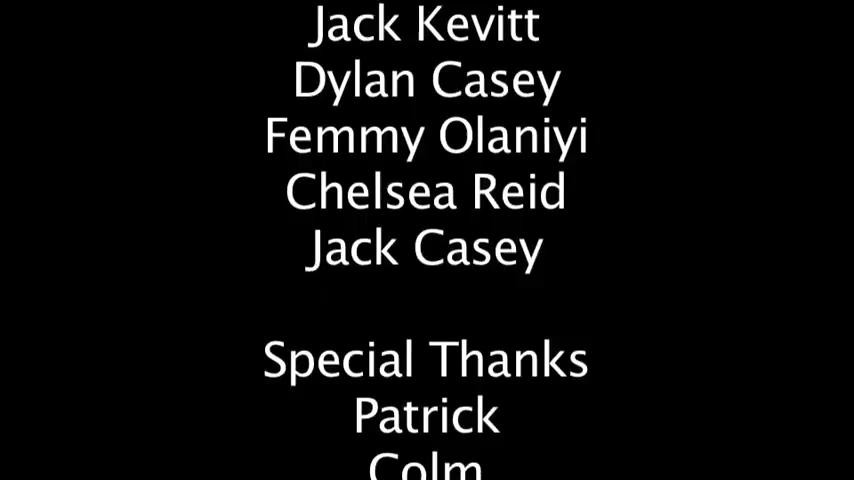 Jack Kevitt
Dylan Casey
Femmy Olaniyi
Chelsea Reid
Jack Casey
Special Thanks
Patrick
Colm